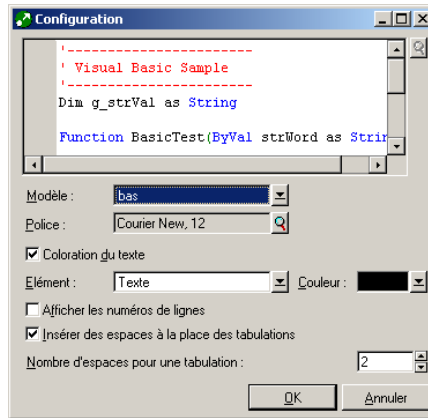 Configuration
'-----------------------
' Visual Basic Sample
'-----------------------
Dim g_strVal as String
Function BasicTest(ByVal strWord as Strin
Modèle : bas
Police : Courier New, 12
Coloration du texte
Elément : Texte Couleur :
Afficher les numéros de lignes
Insérer des espaces à la place des tabulations
Nombre d'espaces pour une tabulation : 2
OK Annuler